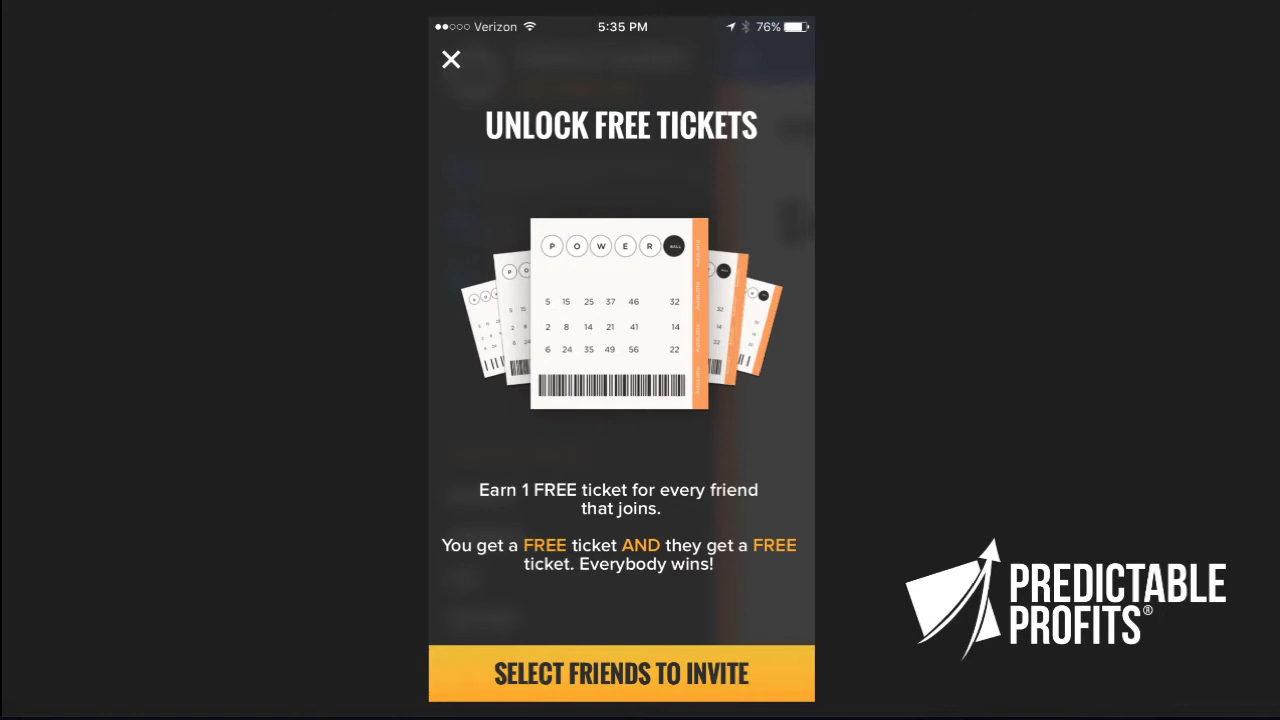 Verizon 5:35 PM 76%
UNLOCK FREE TICKETS
P O W E R BALL
5 15 25 37 46 32
2 8 14 21 41 14
6 24 35 49 56 22
Earn 1 FREE ticket for every friend
that joins.
You get a FREE ticket AND they get a FREE
ticket. Everybody wins!
SELECT FRIENDS TO INVITE
PREDICTABLE
PROFITS®